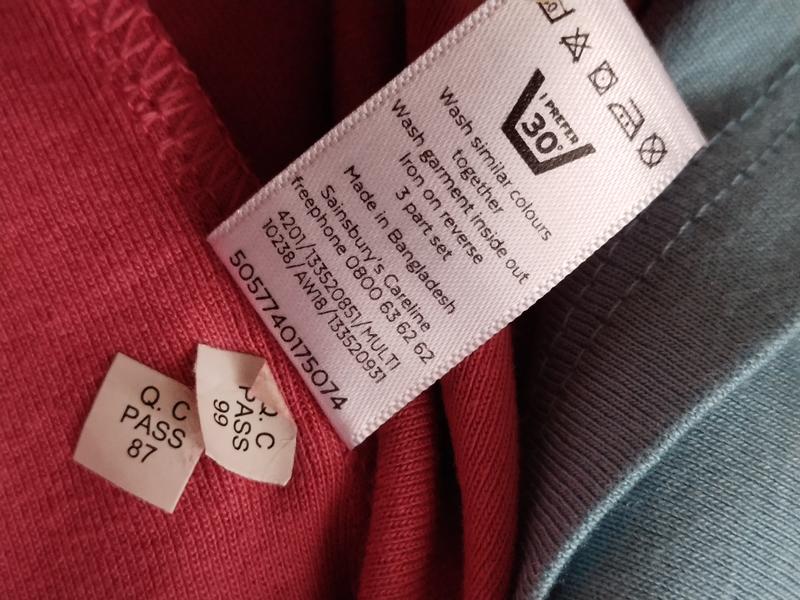 I PREFER
30°
Wash similar colours
together
Wash garment inside out
Iron on reverse
3 part set
Made in Bangladesh
Sainsbury's Careline
freephone 0800 63 62 62
4201/133520851/MULTI
10238/AW18/133520931
5057740175074
Q. C
PASS
87
Q. C
PASS
99